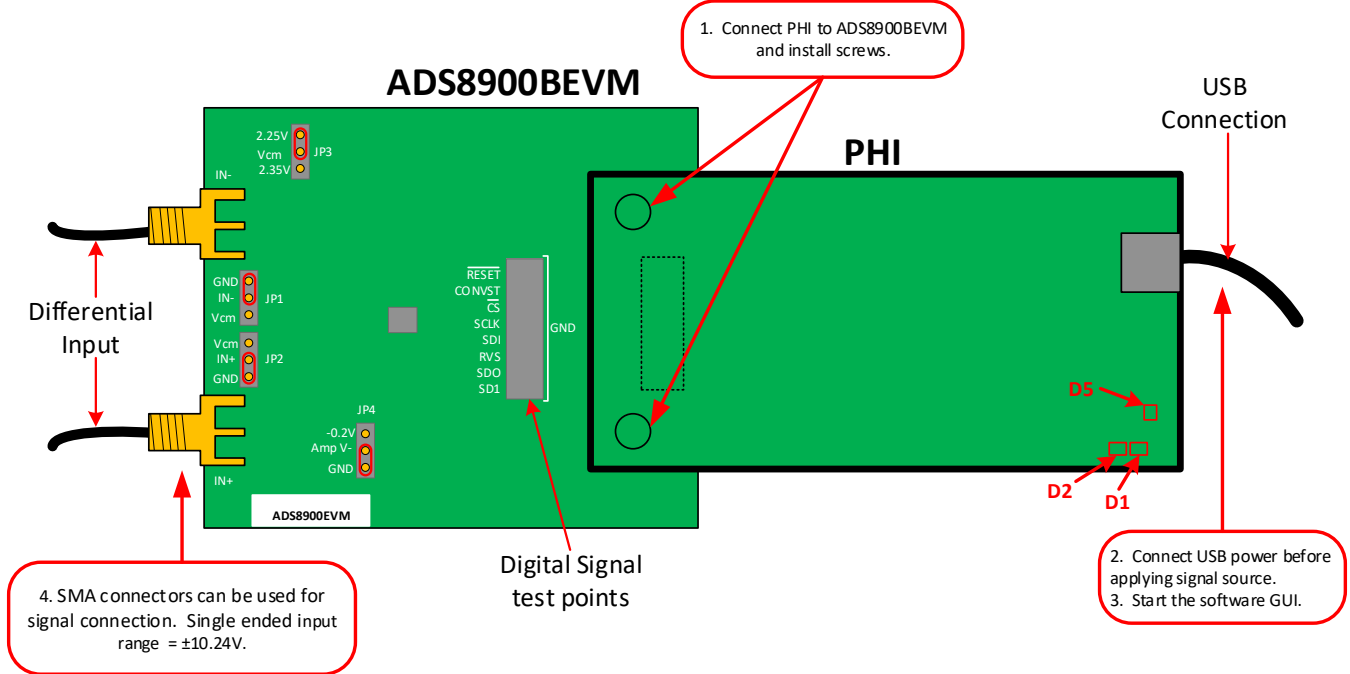 1. Connect PHI to ADS8900BEVM
and install screws.
ADS8900BEVM
USB
Connection
PHI
2.25V
Vcm
2.35V
JP3
IN-
GND
IN-
Vcm
JP1
Differential
Input
Vcm
IN+
GND
JP2
RESET
CONVST
CS
SCLK
SDI
RVS
SDO
SD1
GND
JP4
-0.2V
Amp V-
GND
IN+
ADS8900EVM
D5
D2
D1
Digital Signal
test points
2. Connect USB power before
applying signal source.
3. Start the software GUI.
4. SMA connectors can be used for
signal connection. Single ended input
range = ±10.24V.